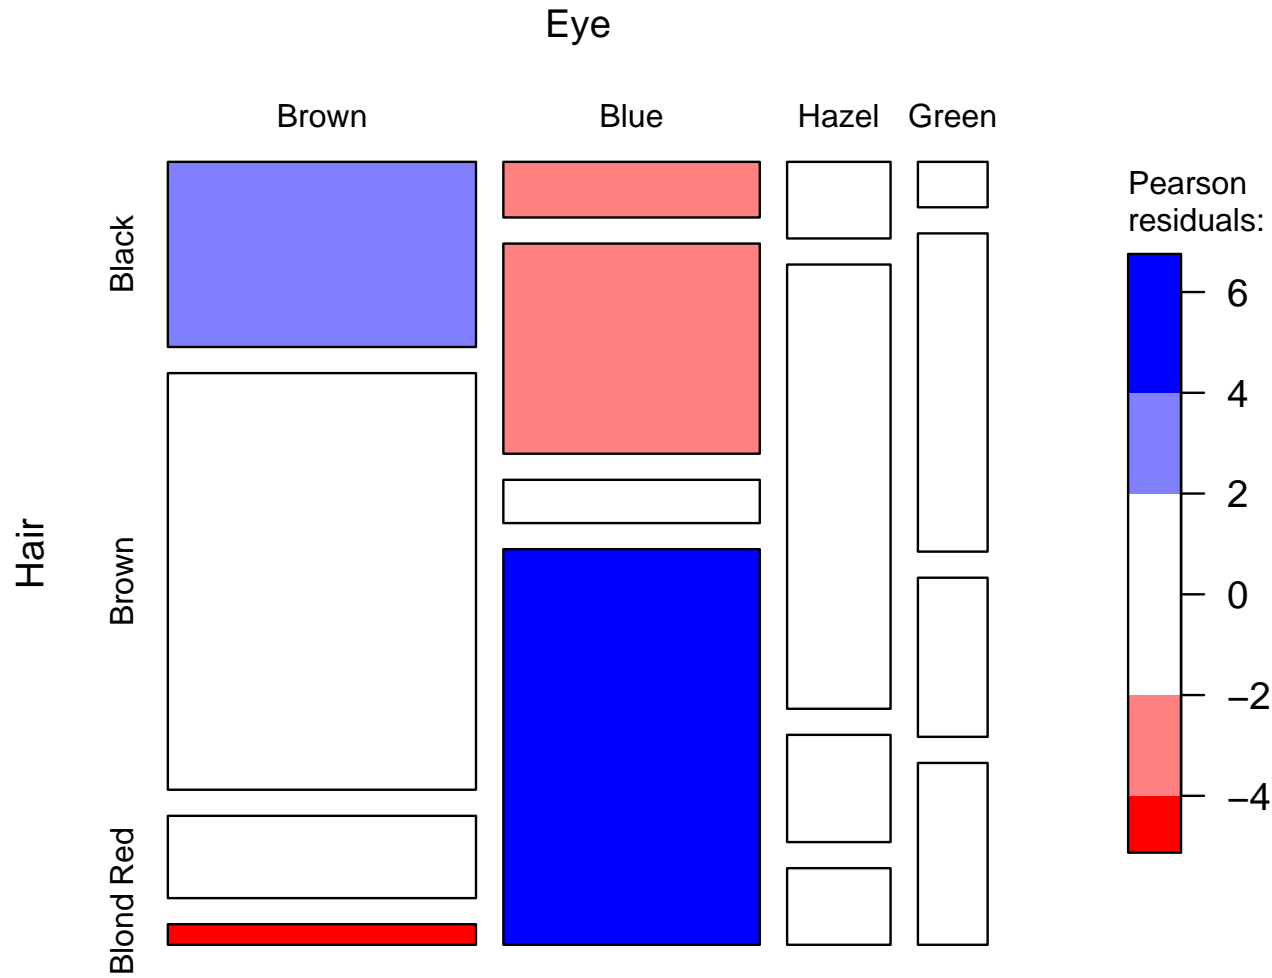 Eye
Brown Blue Hazel Green
Pearson
residuals:
Black
Brown
Blond Red
Hair
6
4
2
0
−2
−4